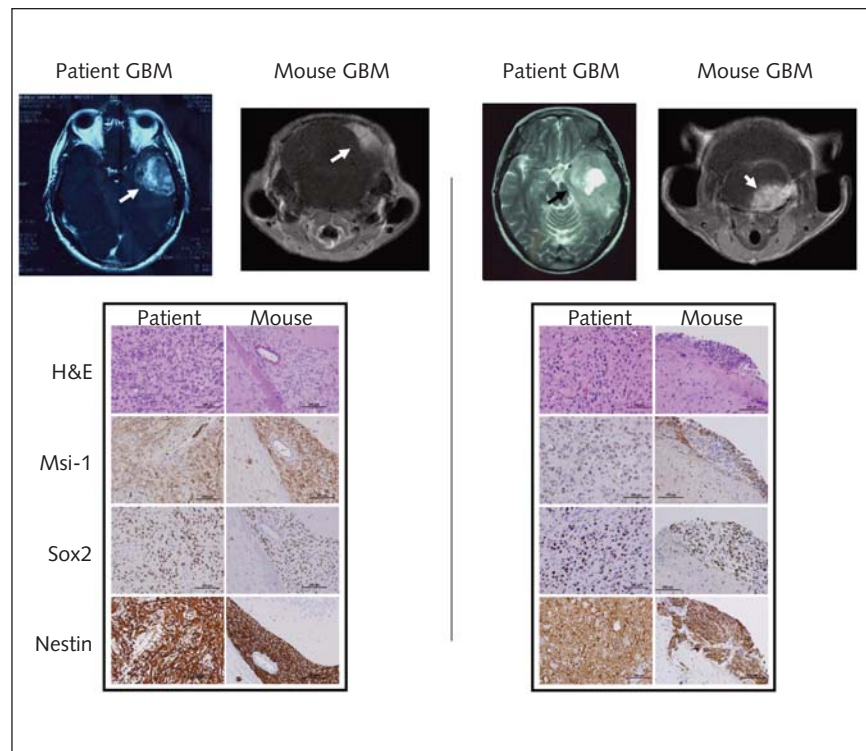 Patient GBM Mouse GBM Patient GBM Mouse GBM
Patient Mouse Patient Mouse
H&E
Msi-1
Sox2
Nestin